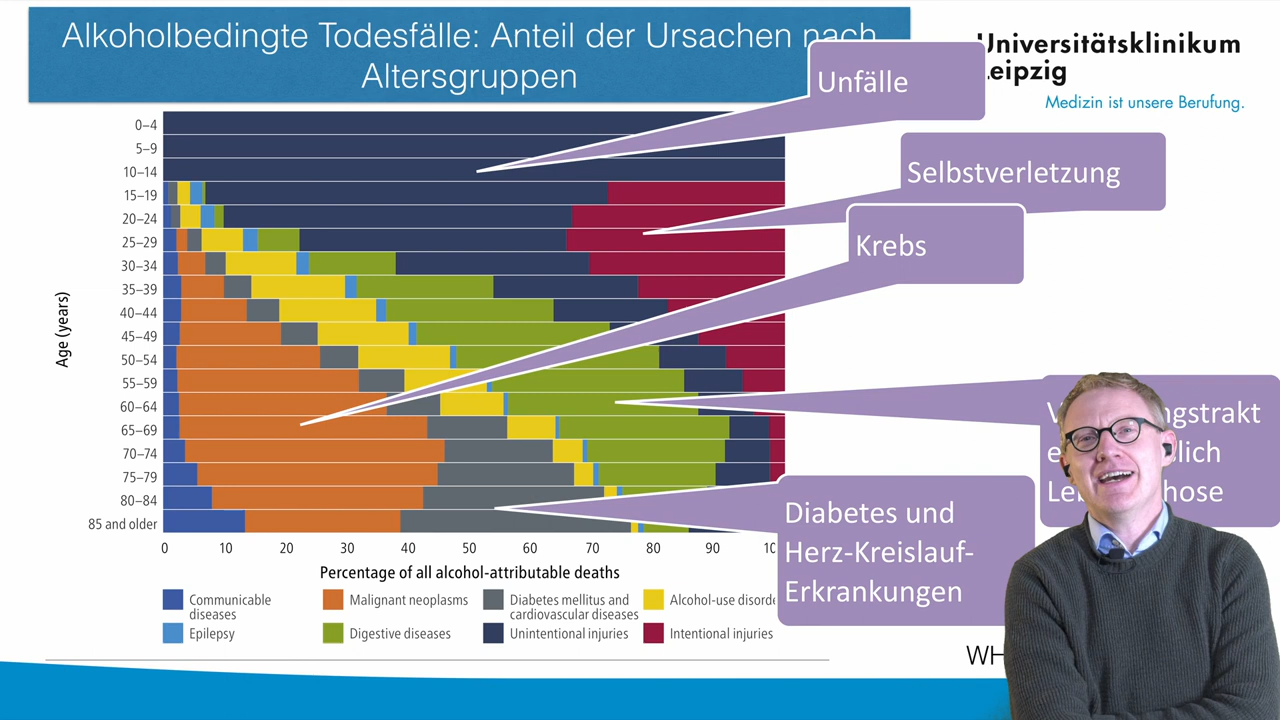 Alkoholbedingte Todesfälle: Anteil der Ursachen nach
Altersgruppen
Universitätsklinikum
Leipzig
Medizin ist unsere Berufung.
Unfälle
Selbstverletzung
Krebs
Diabetes und
Herz-Kreislauf-
Erkrankungen
Age (years)
0–4
5–9
10–14
15–19
20–24
25–29
30–34
35–39
40–44
45–49
50–54
55–59
60–64
65–69
70–74
75–79
80–84
85 and older
0 10 20 30 40 50 60 70 80 90
Percentage of all alcohol-attributable deaths
Communicable
diseases
Malignant neoplasms
Diabetes mellitus and
cardiovascular diseases
Epilepsy
Digestive diseases
Unintentional injuries
Intentional injuries